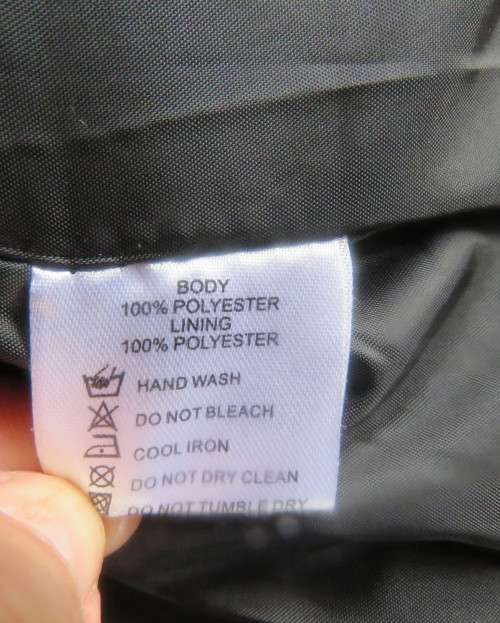 BODY
100% POLYESTER
LINING
100% POLYESTER
HAND WASH
DO NOT BLEACH
COOL IRON
DO NOT DRY CLEAN
DO NOT TUMBLE DRY